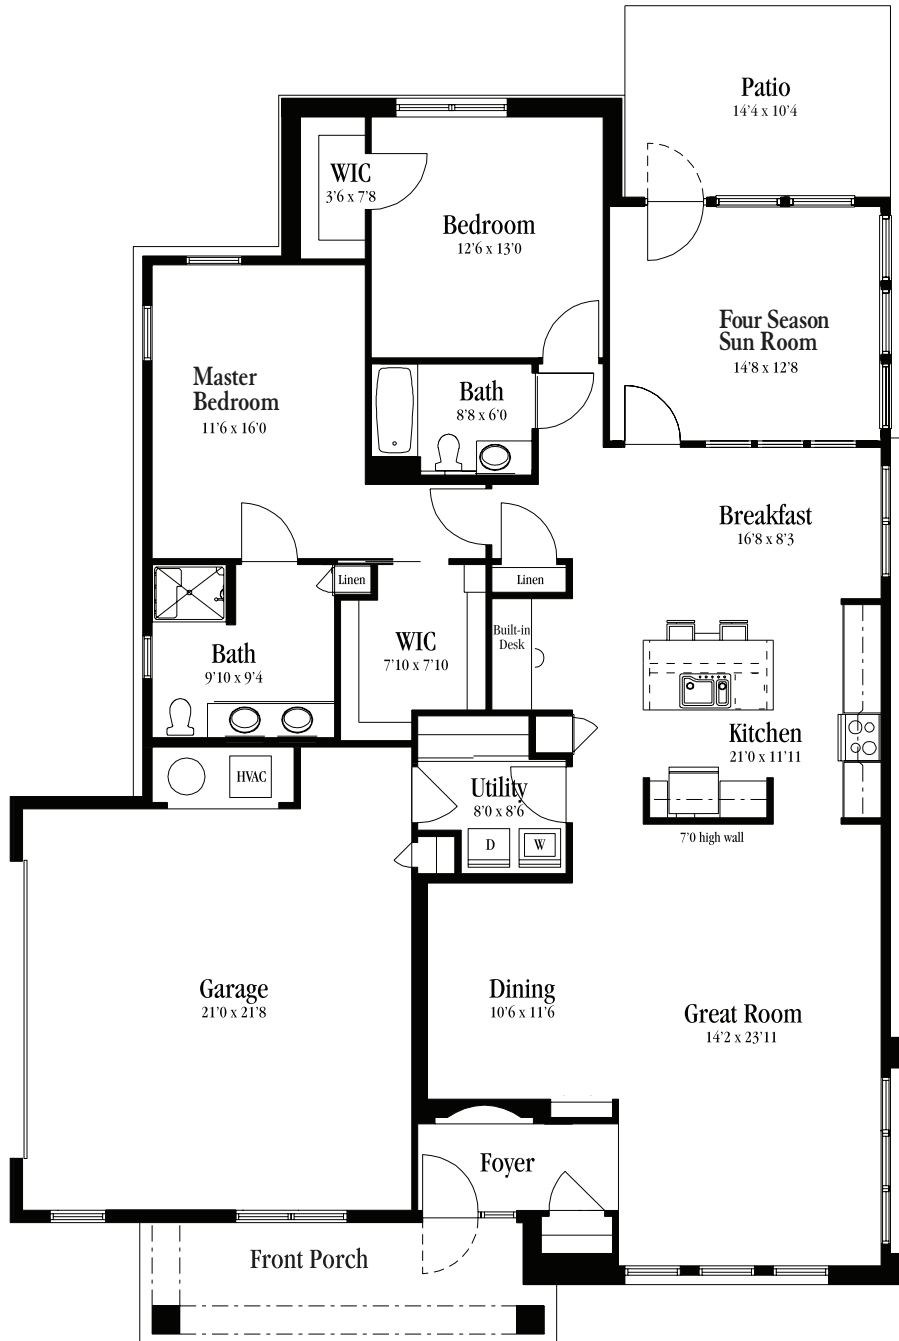 Patio
14'4 x 10'4
WIC
3'6 x 7'8
Bedroom
12'6 x 13'0
Four Season
Sun Room
14'8 x 12'8
Master
Bedroom
11'6 x 16'0
Bath
8'8 x 6'0
Breakfast
16'8 x 8'3
Linen
Linen
Built-in
Desk
WIC
7'10 x 7'10
Bath
9'10 x 9'4
Kitchen
21'0 x 11'11
HVAC
Utility
8'0 x 8'6
D
W
7'0 high wall
Garage
21'0 x 21'8
Dining
10'6 x 11'6
Great Room
14'2 x 23'11
Foyer
Front Porch